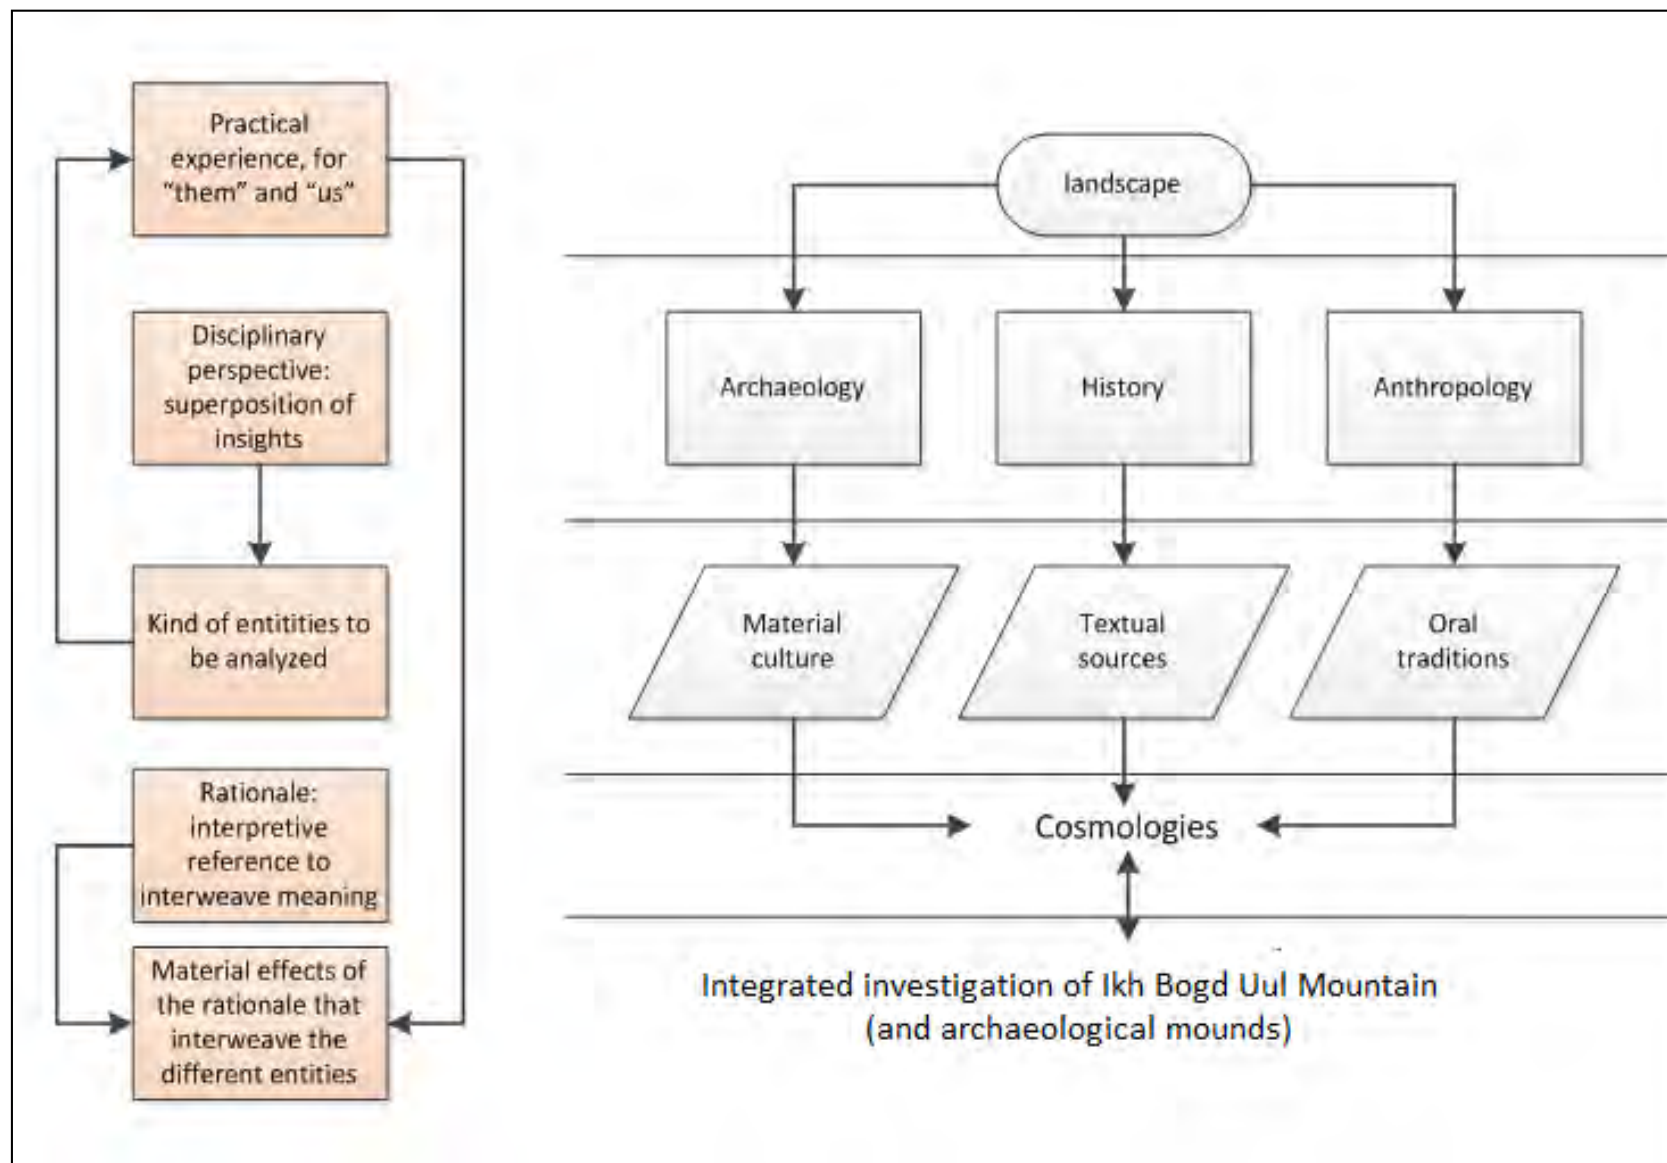 Practical
experience, for
“them” and “us”
Disciplinary
perspective:
superposition of
insights
Kind of entitities to
be analyzed
Rationale:
interpretive
reference to
interweave meaning
Material effects of
the rationale that
interweave the
different entities
landscape
Archaeology
History
Anthropology
Material
culture
Textual
sources
Oral
traditions
Cosmologies
Integrated investigation of Ikh Bogd Uul Mountain
(and archaeological mounds)